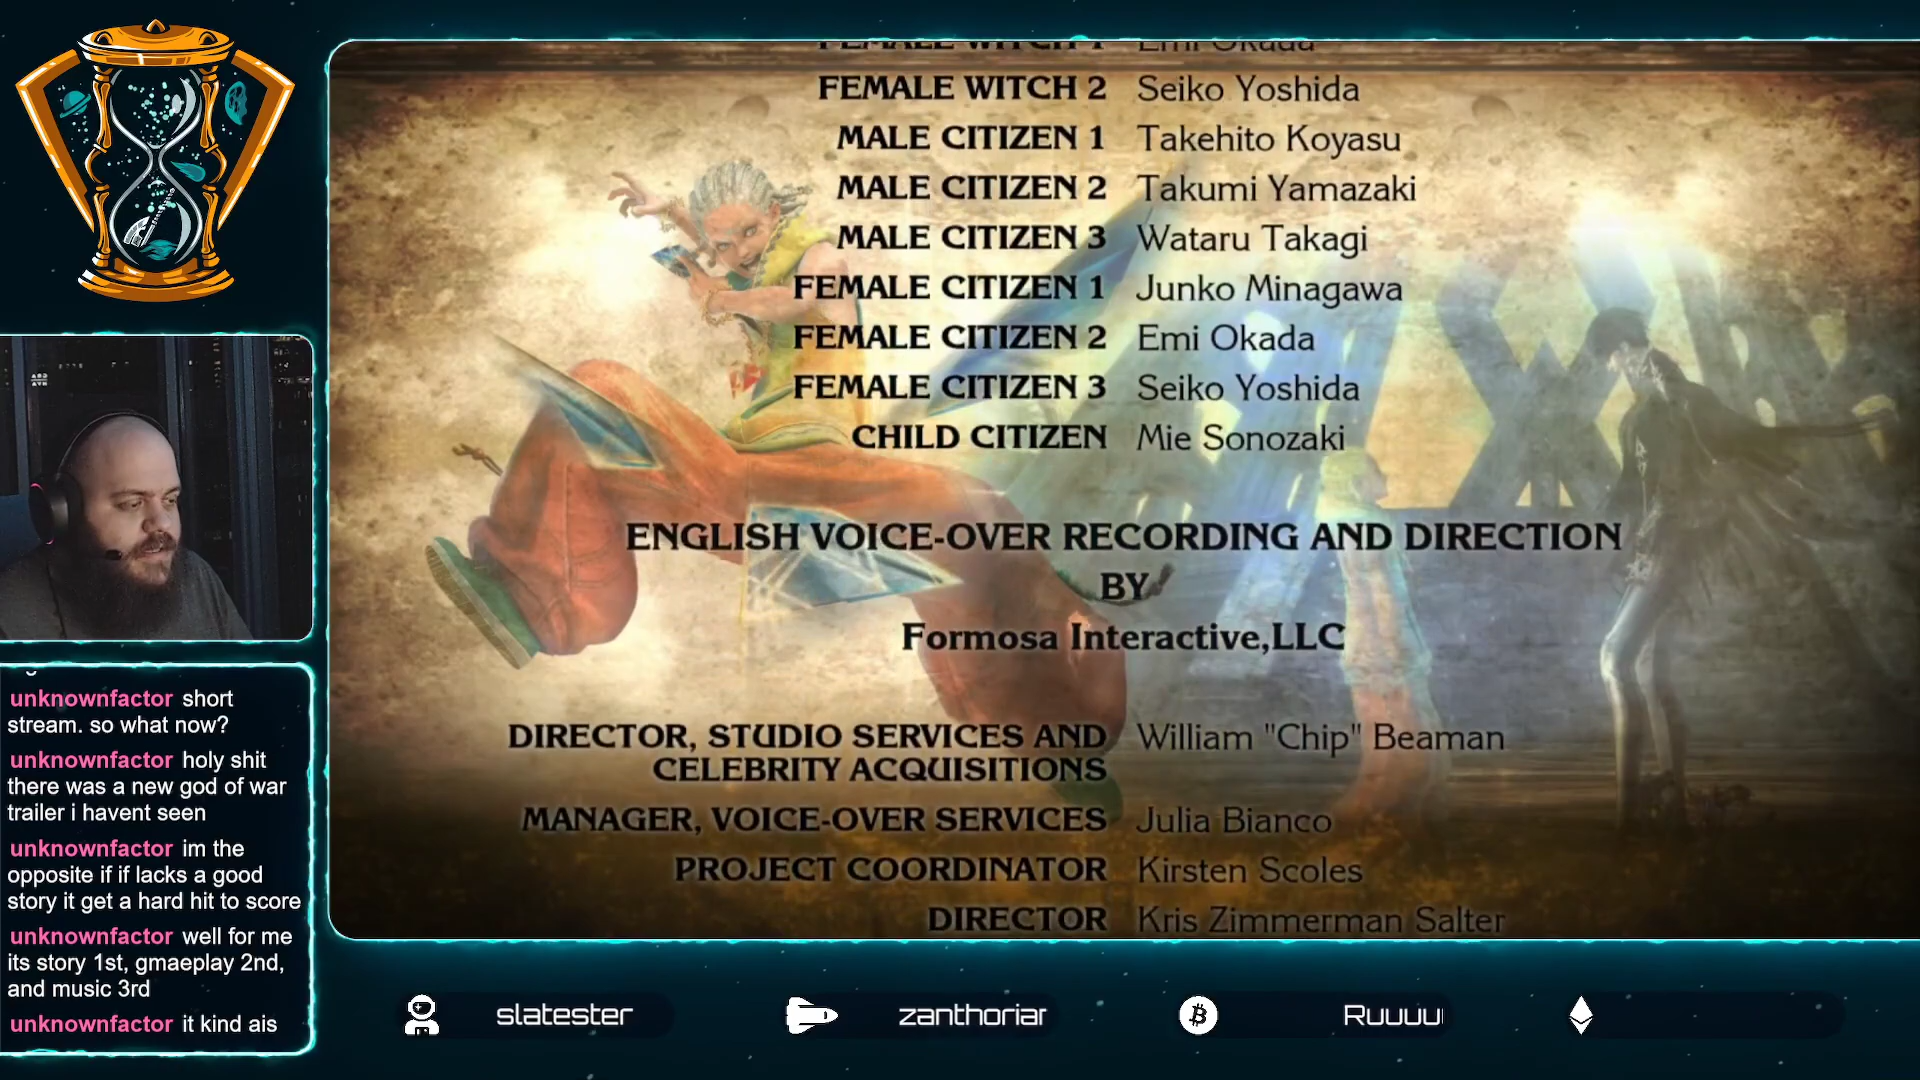 FEMALE WITCH 1 Emi Okada
FEMALE WITCH 2 Seiko Yoshida
MALE CITIZEN 1 Takehito Koyasu
MALE CITIZEN 2 Takumi Yamazaki
MALE CITIZEN 3 Wataru Takagi
FEMALE CITIZEN 1 Junko Minagawa
FEMALE CITIZEN 2 Emi Okada
FEMALE CITIZEN 3 Seiko Yoshida
CHILD CITIZEN Mie Sonozaki
ENGLISH VOICE-OVER RECORDING AND DIRECTION
BY
Formosa Interactive,LLC
DIRECTOR, STUDIO SERVICES AND William "Chip" Beaman
CELEBRITY ACQUISITIONS
MANAGER, VOICE-OVER SERVICES Julia Bianco
PROJECT COORDINATOR Kirsten Scoles
DIRECTOR Kris Zimmerman Salter
unknownfactor short
stream. so what now?
unknownfactor holy shit
there was a new god of war
trailer i havent seen
unknownfactor im the
opposite if if lacks a good
story it get a hard hit to score
unknownfactor well for me
its story 1st, gmaeplay 2nd,
and music 3rd
unknownfactor it kind ais
slatester
zanthoriar
Ruuuu